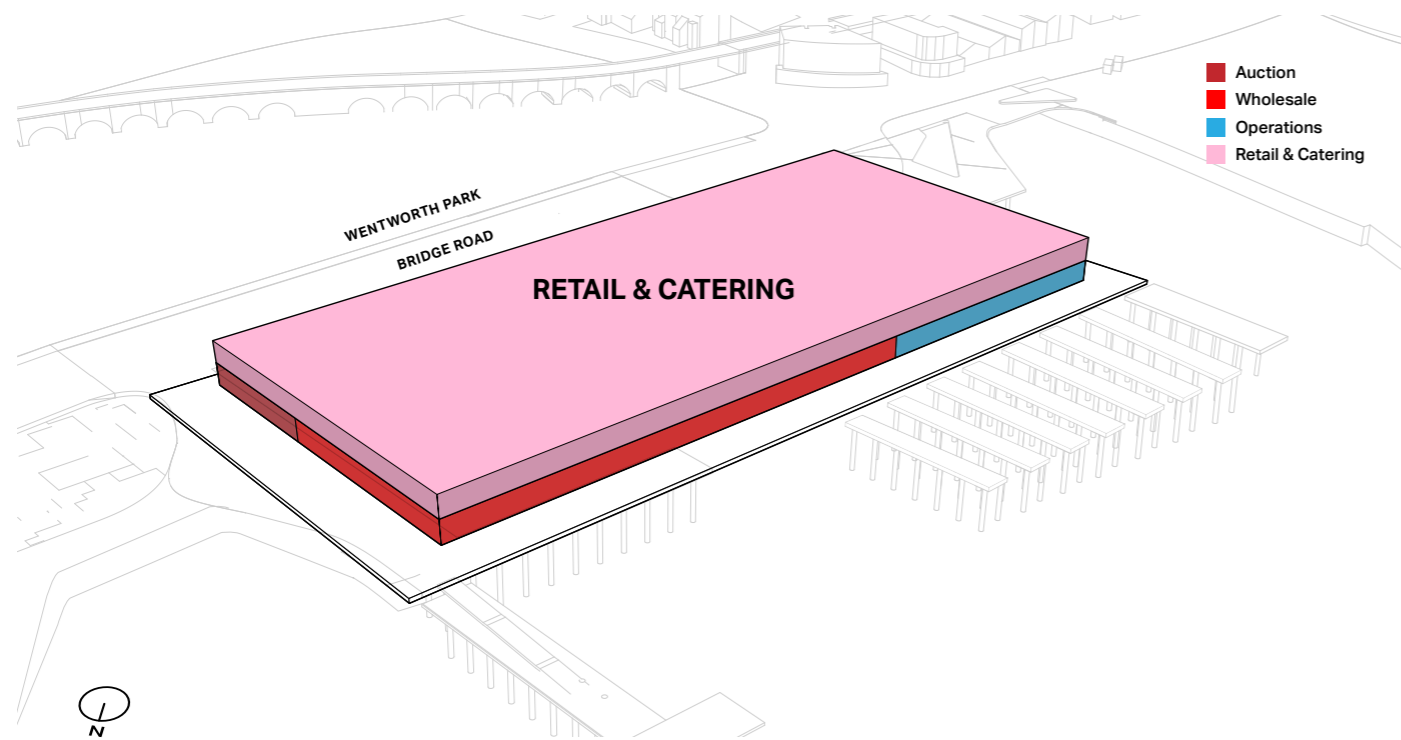 Auction
Wholesale
Operations
Retail & Catering
WENTWORTH PARK
BRIDGE ROAD
RETAIL & CATERING
N